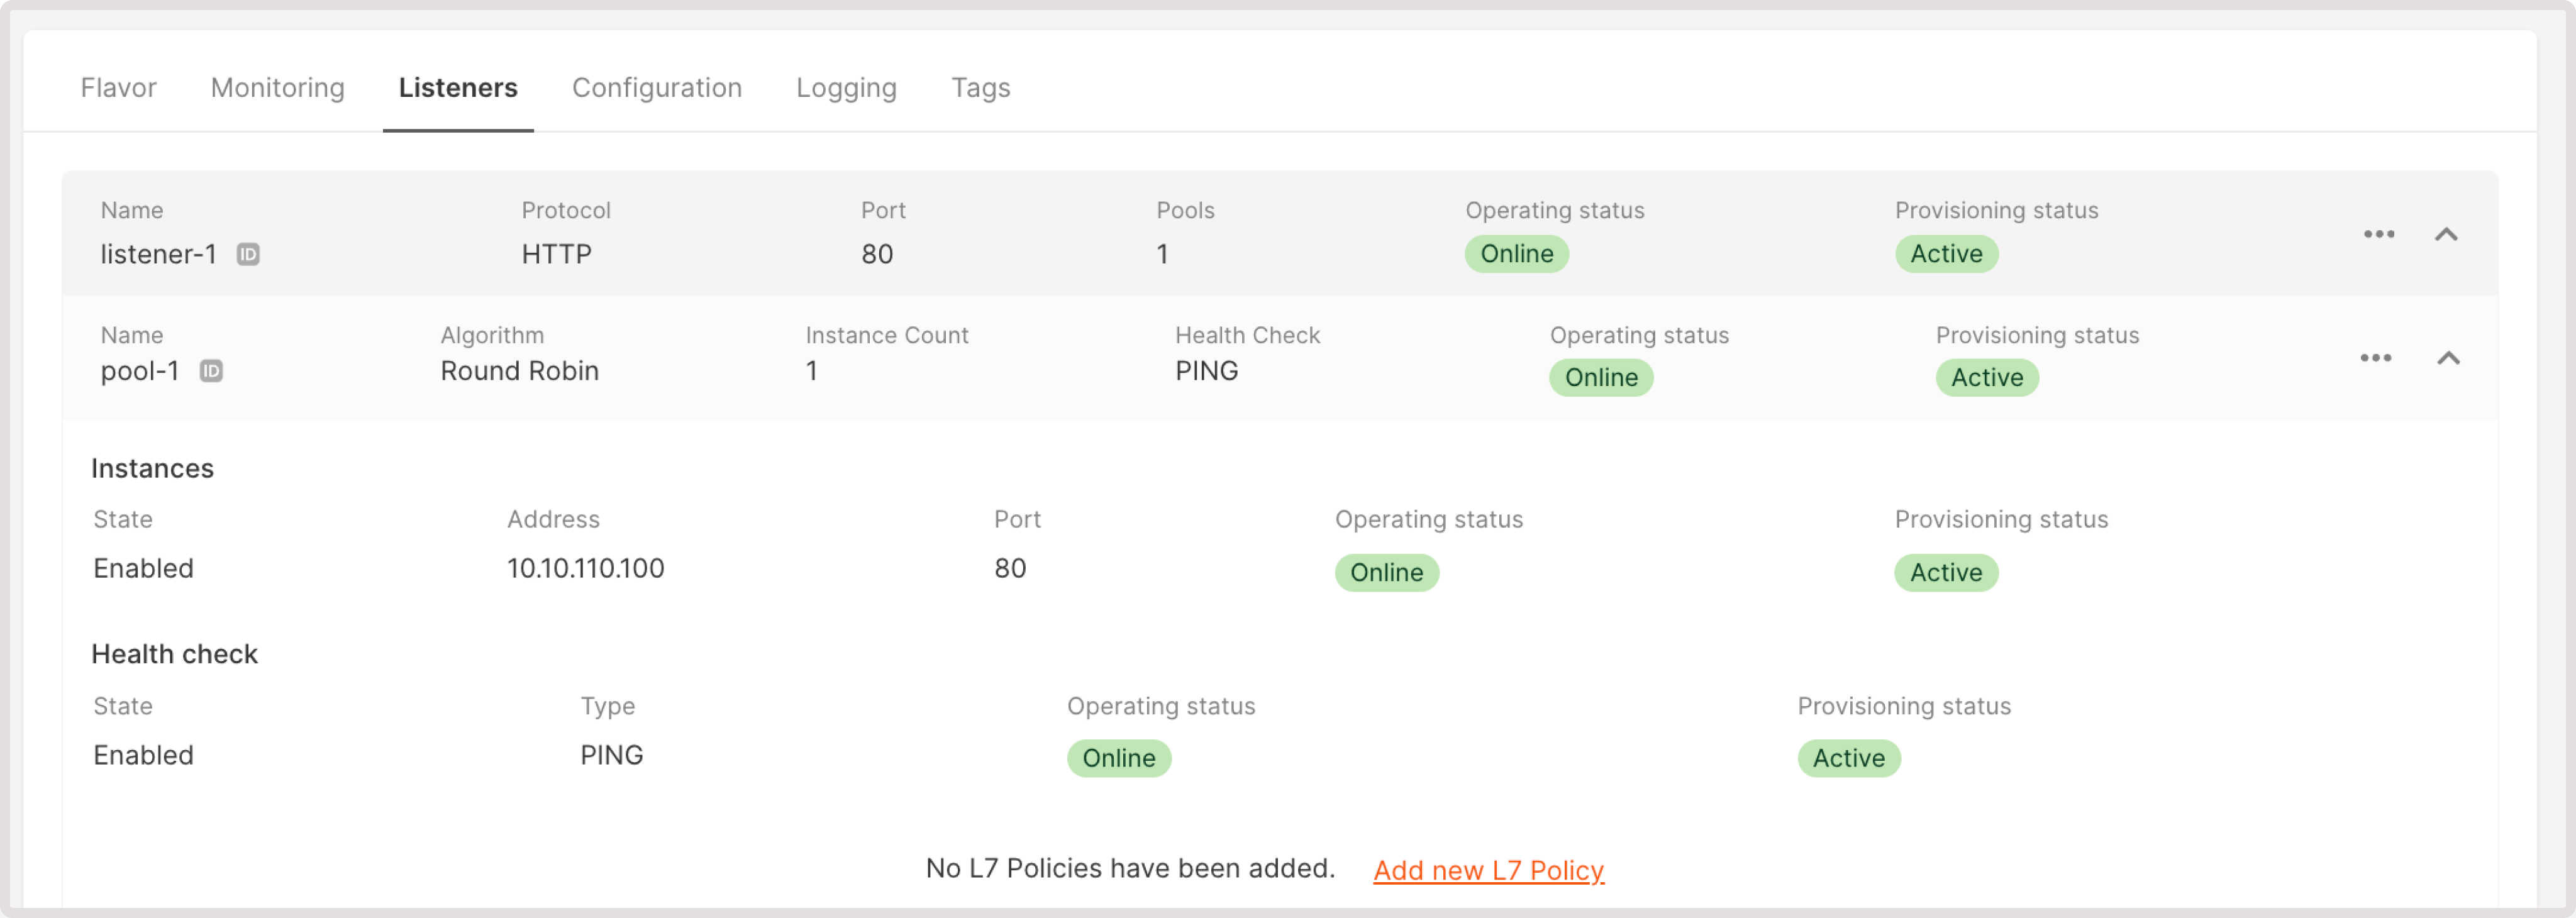 Flavor Monitoring Listeners Configuration Logging Tags
Name Protocol Port Pools Operating status Provisioning status
listener-1 ID HTTP 80 1 Online Active
Name Algorithm Instance Count Health Check Operating status Provisioning status
pool-1 ID Round Robin 1 PING Online Active
Instances
State Address Port Operating status Provisioning status
Enabled 10.10.110.100 80 Online Active
Health check
State Type Operating status Provisioning status
Enabled PING Online Active
No L7 Policies have been added. Add new L7 Policy